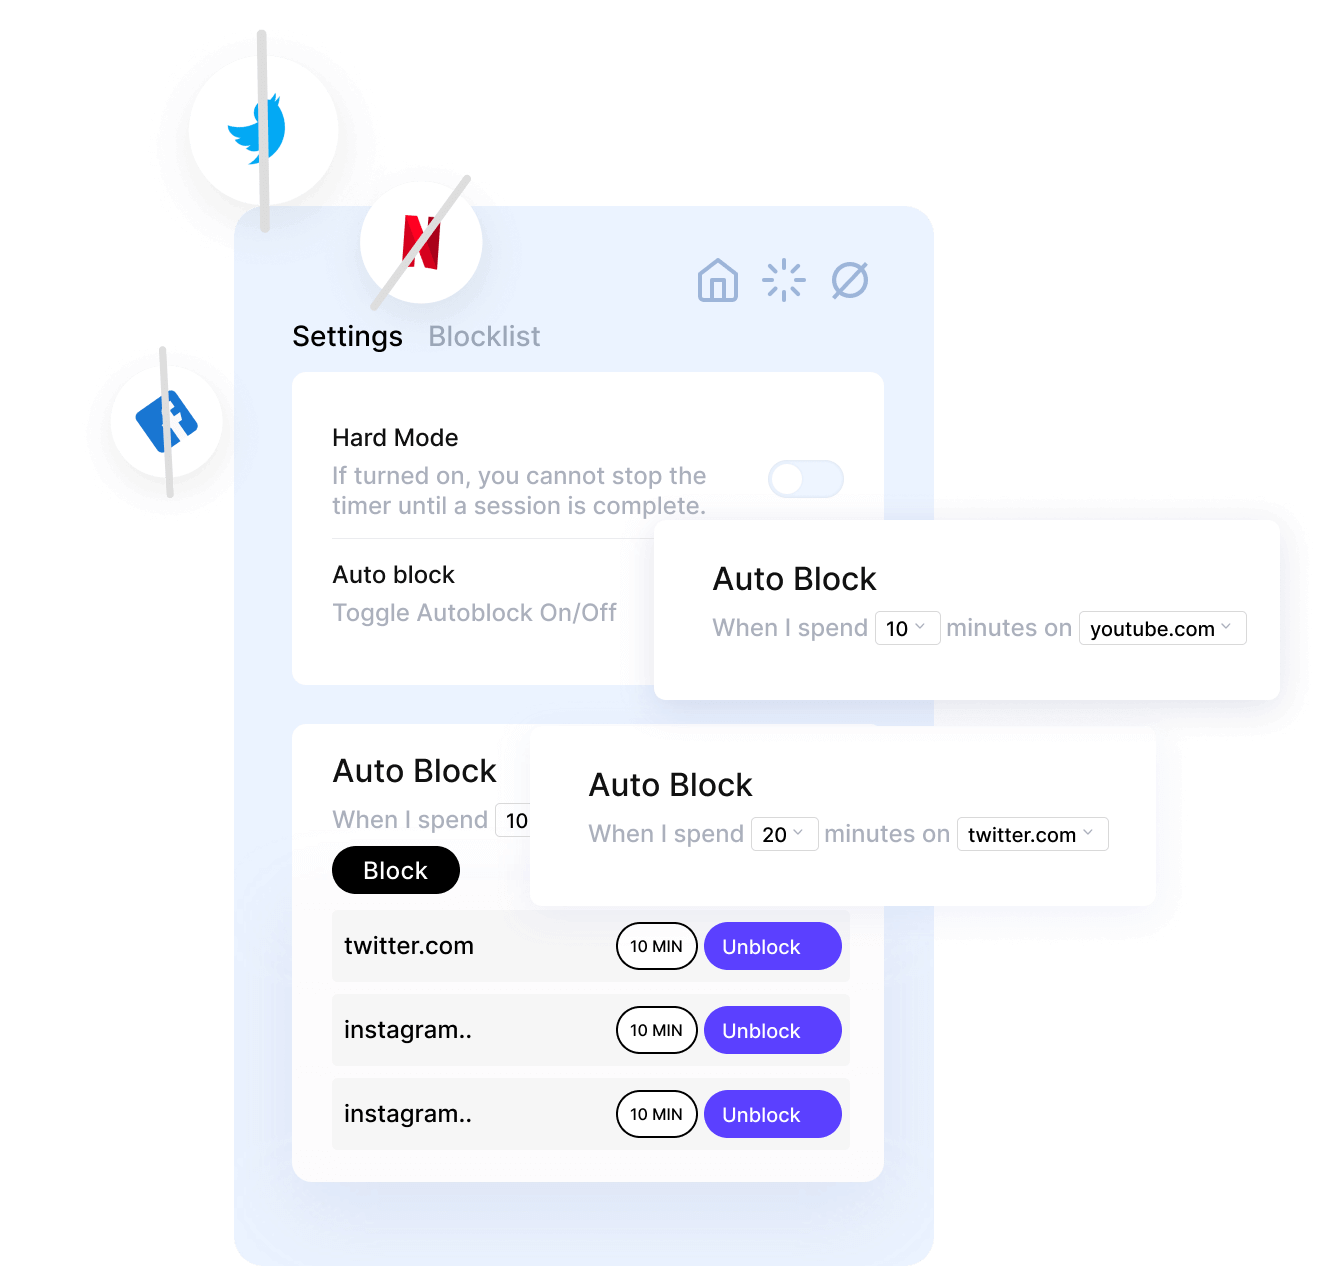 Settings Blocklist
Hard Mode
If turned on, you cannot stop the
timer until a session is complete.
Auto block
Toggle Autoblock On/Off
Auto Block
When I spend 10 minutes on youtube.com
Auto Block
When I spend 10
Block
Auto Block
When I spend 20 minutes on twitter.com
twitter.com 10 MIN Unblock
instagram.. 10 MIN Unblock
instagram.. 10 MIN Unblock